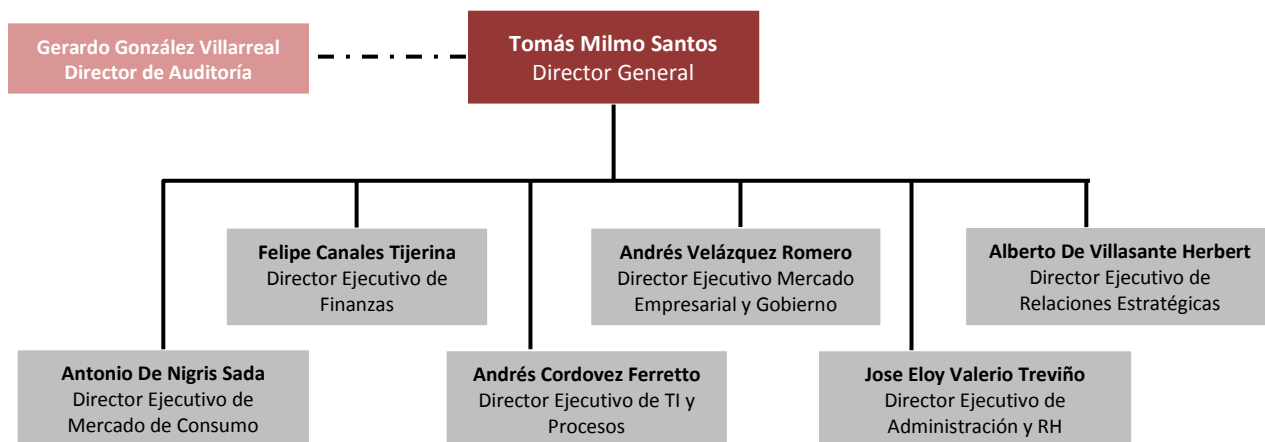 Gerardo González Villarreal
Director de Auditoría
Tomás Milmo Santos
Director General
Felipe Canales Tijerina
Director Ejecutivo de
Finanzas
Andrés Velázquez Romero
Director Ejecutivo Mercado
Empresarial y Gobierno
Alberto De Villasante Herbert
Director Ejecutivo de
Relaciones Estratégicas
Antonio De Nigris Sada
Director Ejecutivo de
Mercado de Consumo
Andrés Cordovez Ferretto
Director Ejecutivo de TI y
Procesos
Jose Eloy Valerio Treviño
Director Ejecutivo de
Administración y RH